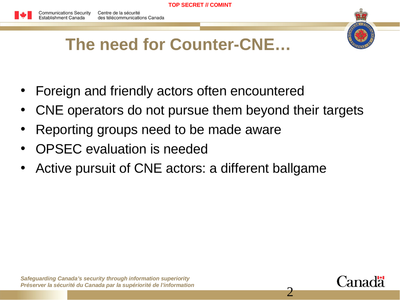 TOP SECRET // COMINT
Communications Security Establishment Canada
Centre de la sécurité des télécommunications Canada
The need for Counter-CNE…
• Foreign and friendly actors often encountered
• CNE operators do not pursue them beyond their targets
• Reporting groups need to be made aware
• OPSEC evaluation is needed
• Active pursuit of CNE actors: a different ballgame
Safeguarding Canada's security through information superiority
Préserver la sécurité du Canada par la supériorité de l'information
2
Canada